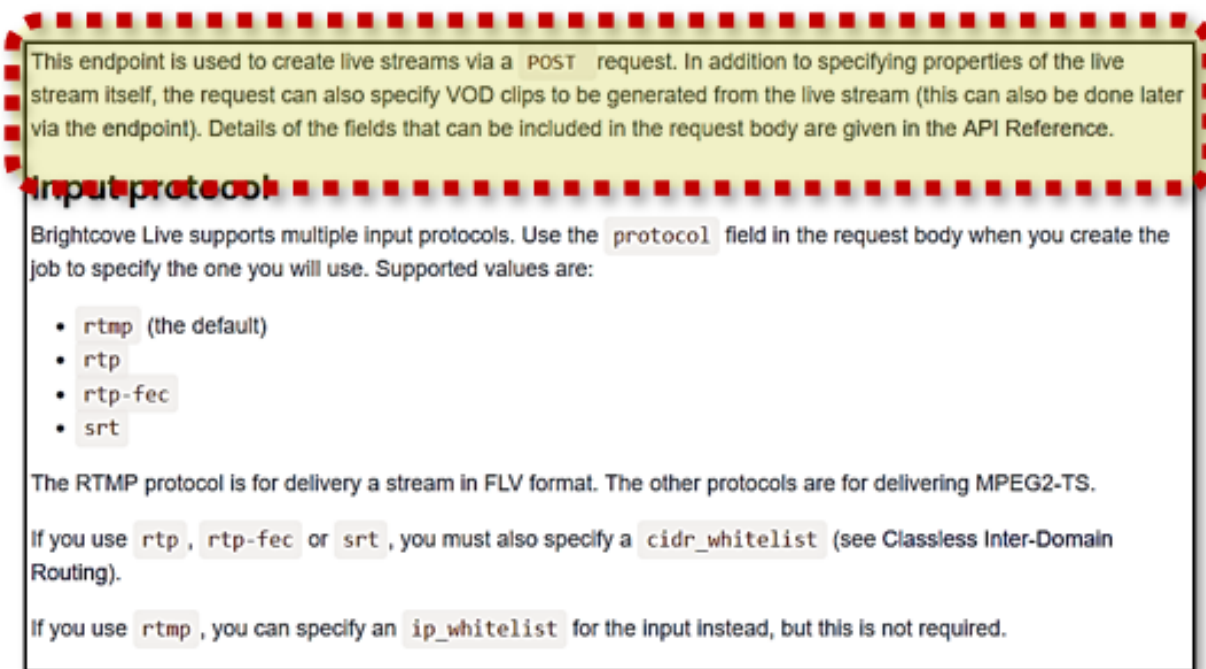 This endpoint is used to create live streams via a POST request. In addition to specifying properties of the live
stream itself, the request can also specify VOD clips to be generated from the live stream (this can also be done later
via the endpoint). Details of the fields that can be included in the request body are given in the API Reference.
Input protocol
Brightcove Live supports multiple input protocols. Use the protocol field in the request body when you create the
job to specify the one you will use. Supported values are:
• rtmp (the default)
• rtp
• rtp-fec
• srt
The RTMP protocol is for delivery a stream in FLV format. The other protocols are for delivering MPEG2-TS.
If you use rtp, rtp-fec or srt, you must also specify a cidr_whitelist (see Classless Inter-Domain
Routing).
If you use rtmp, you can specify an ip_whitelist for the input instead, but this is not required.